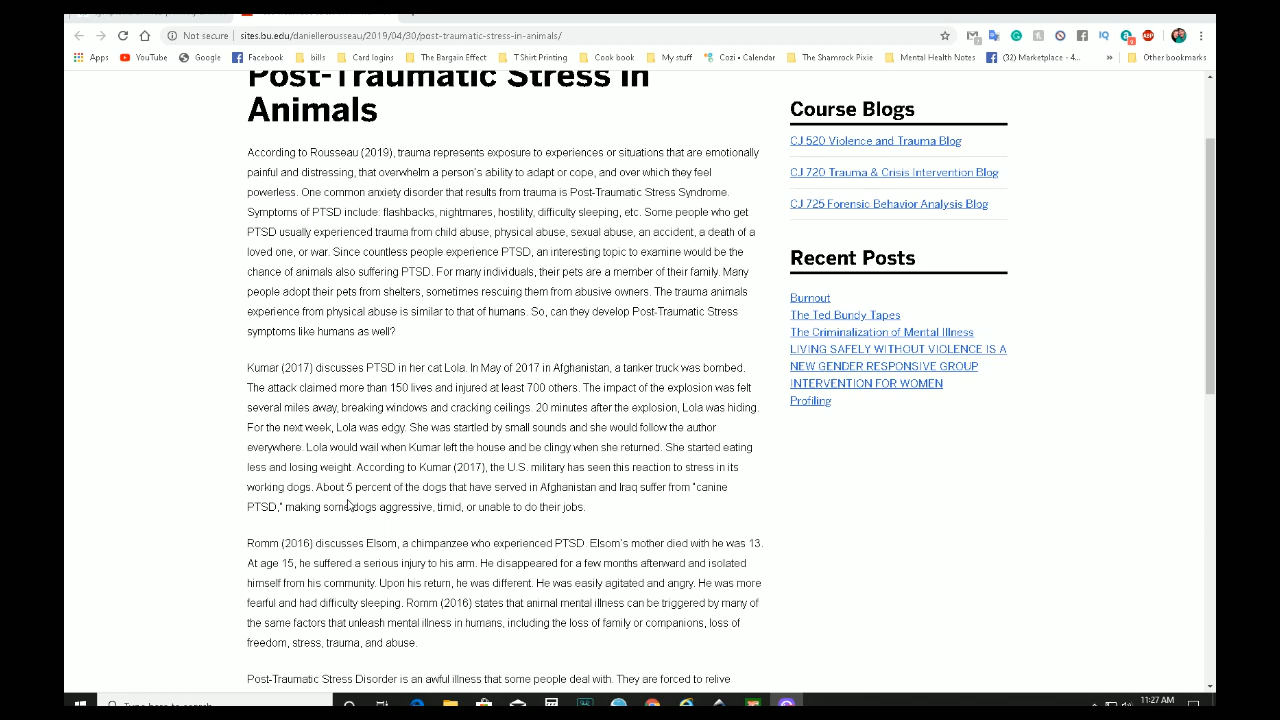 Not secure
sites.bu.edu/daniellerousseau/2019/04/30/post-traumatic-stress-in-animals/
Apps YouTube Google Facebook bills Card logins The Bargain Effect T Shirt Printing Cook book My stuff Cozi • Calendar The Shamrock Pixie Mental Health Notes (32) Marketplace - 4... » Other bookmarks
Post-Traumatic Stress in
Animals
According to Rousseau (2019), trauma represents exposure to experiences or situations that are emotionally
painful and distressing, that overwhelm a person's ability to adapt or cope, and over which they feel
powerless. One common anxiety disorder that results from trauma is Post-Traumatic Stress Syndrome.
Symptoms of PTSD include: flashbacks, nightmares, hostility, difficulty sleeping, etc. Some people who get
PTSD usually experienced trauma from child abuse, physical abuse, sexual abuse, an accident, a death of a
loved one, or war. Since countless people experience PTSD, an interesting topic to examine would be the
chance of animals also suffering PTSD. For many individuals, their pets are a member of their family. Many
people adopt their pets from shelters, sometimes rescuing them from abusive owners. The trauma animals
experience from physical abuse is similar to that of humans. So, can they develop Post-Traumatic Stress
symptoms like humans as well?
Kumar (2017) discusses PTSD in her cat Lola. In May of 2017 in Afghanistan, a tanker truck was bombed.
The attack claimed more than 150 lives and injured at least 700 others. The impact of the explosion was felt
several miles away, breaking windows and cracking ceilings. 20 minutes after the explosion, Lola was hiding.
For the next week, Lola was edgy. She was startled by small sounds and she would follow the author
everywhere. Lola would wail when Kumar left the house and be clingy when she returned. She started eating
less and losing weight. According to Kumar (2017), the U.S. military has seen this reaction to stress in its
working dogs. About 5 percent of the dogs that have served in Afghanistan and Iraq suffer from "canine
PTSD," making some dogs aggressive, timid, or unable to do their jobs.
Romm (2016) discusses Elsom, a chimpanzee who experienced PTSD. Elsom's mother died with he was 13.
At age 15, he suffered a serious injury to his arm. He disappeared for a few months afterward and isolated
himself from his community. Upon his return, he was different. He was easily agitated and angry. He was more
fearful and had difficulty sleeping. Romm (2016) states that animal mental illness can be triggered by many of
the same factors that unleash mental illness in humans, including the loss of family or companions, loss of
freedom, stress, trauma, and abuse.
Post-Traumatic Stress Disorder is an awful illness that some people deal with. They are forced to relive
Course Blogs
CJ 520 Violence and Trauma Blog
CJ 720 Trauma & Crisis Intervention Blog
CJ 725 Forensic Behavior Analysis Blog
Recent Posts
Burnout
The Ted Bundy Tapes
The Criminalization of Mental Illness
LIVING SAFELY WITHOUT VIOLENCE IS A
NEW GENDER RESPONSIVE GROUP
INTERVENTION FOR WOMEN
Profiling
Type here to search
11:27 AM